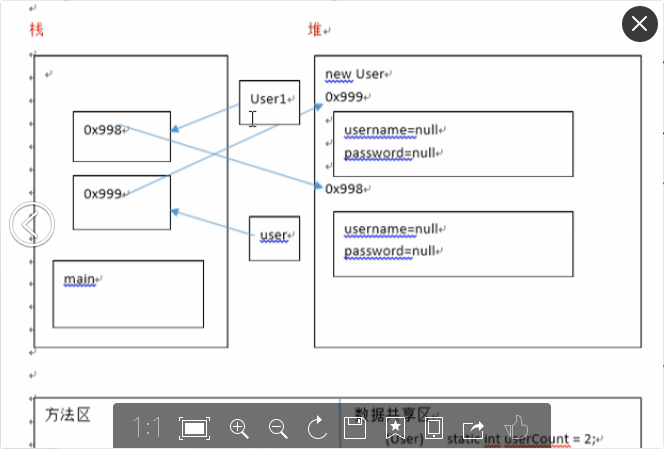 栈
堆
new User
User1
0x999
0x998
username=null
password=null
0x999
0x998
username=null
user
password=null
main
方法区
数据共享区
(User)
static int userCount = 2;
1:1